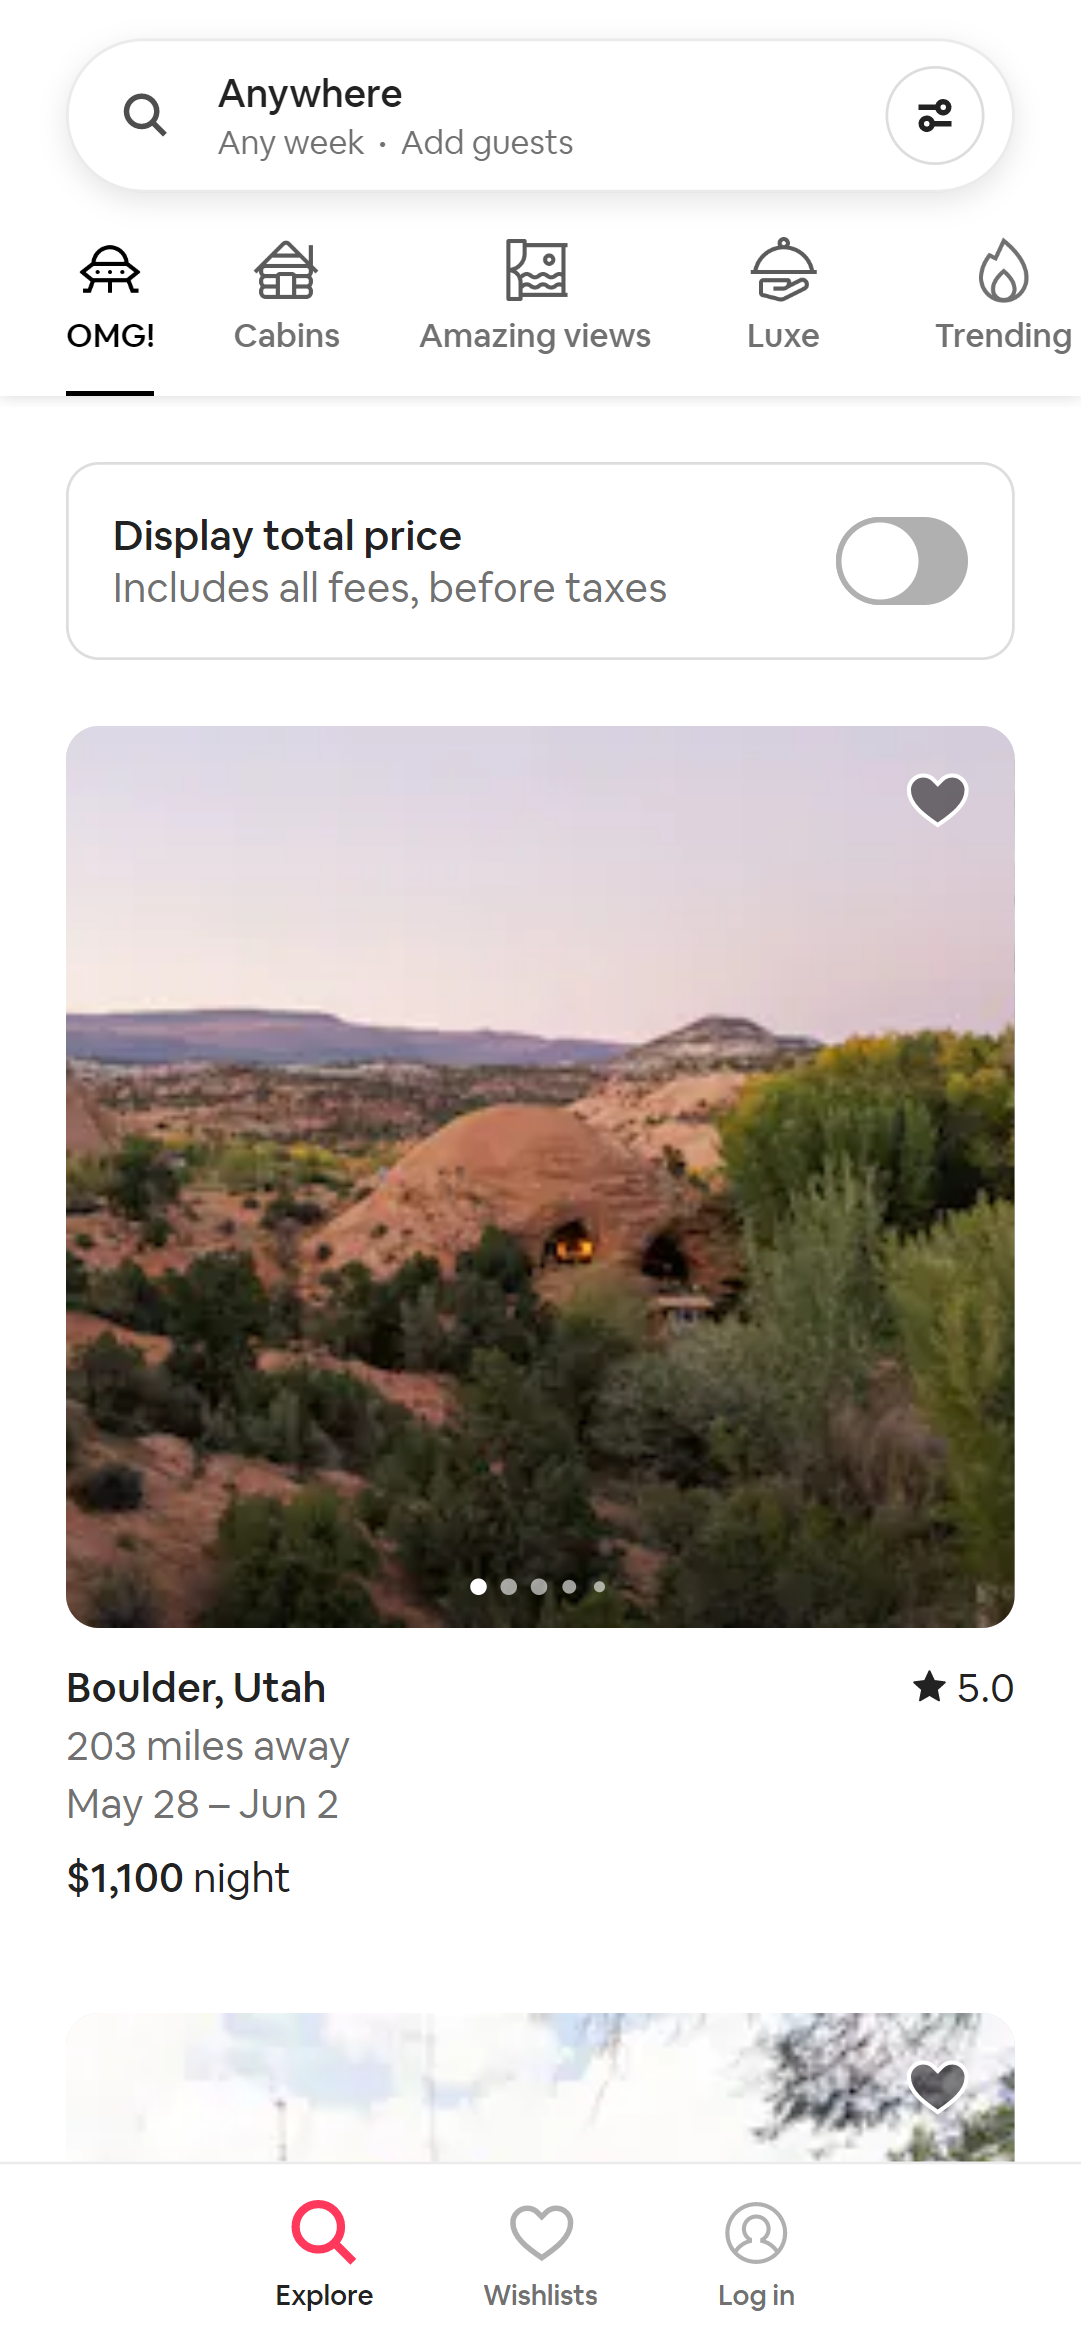 Anywhere
Any week · Add guests
OMG!
Cabins
Amazing views
Luxe
Trending
Display total price
Includes all fees, before taxes
Boulder, Utah
5.0
203 miles away
May 28 – Jun 2
$1,100 night
Explore
Wishlists
Log in